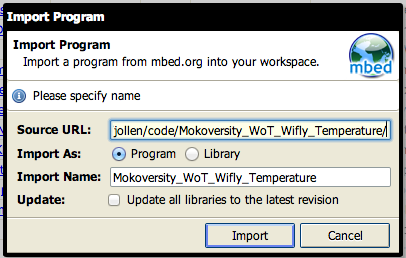 Import Program
Import Program
Import a program from mbed.org into your workspace.
mbed
Please specify name
Source URL: jollen/code/Mokoversity_WoT_Wifly_Temperature/
Import As: Program Library
Import Name: Mokoversity_WoT_Wifly_Temperature
Update: Update all libraries to the latest revision
Import Cancel